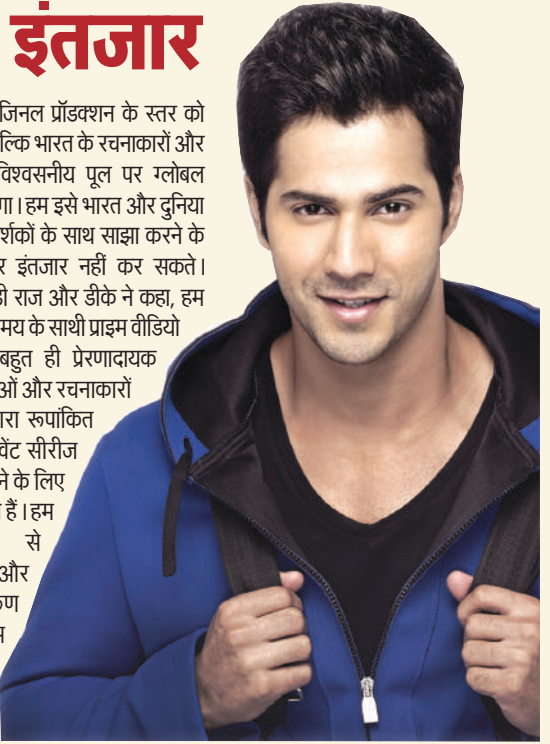 इंतजार
जिनल प्रॉडक्शन के स्तर को
ल्कि भारत के रचनाकारों और
विश्वसनीय पूल पर ग्लोबल
गा। हम इसे भारत और दुनिया
र्शकों के साथ साझा करने के
र इंतजार नहीं कर सकते।
डी राज और डीके ने कहा, हम
मय के साथी प्राइम वीडियो
बहुत ही प्रेरणादायक
ओं और रचनाकारों
ारा रूपांकित
वेंट सीरीज
ने के लिए
हैं। हम
से
और